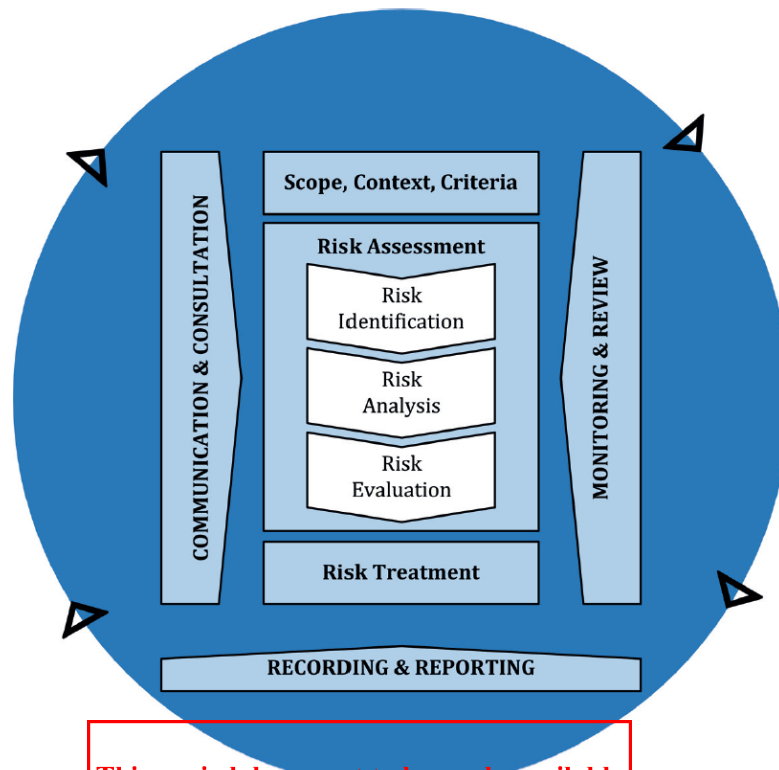 Scope, Context, Criteria
COMMUNICATION & CONSULTATION
Risk Assessment
Risk
Identification
Risk
Analysis
Risk
Evaluation
MONITORING & REVIEW
Risk Treatment
RECORDING & REPORTING